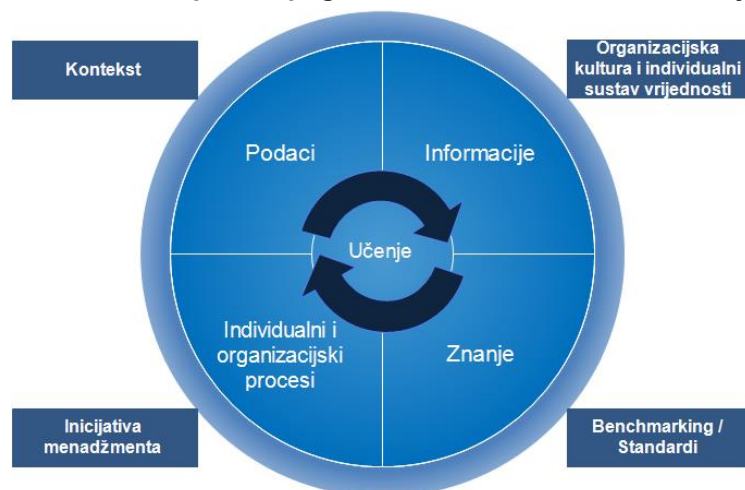 Kontekst
Organizacijska
kultura i individualni
sustav vrijednosti
Podaci
Informacije
Učenje
Individualni i
organizacijski
procesi
Znanje
Inicijativa
menadžmenta
Benchmarking /
Standardi